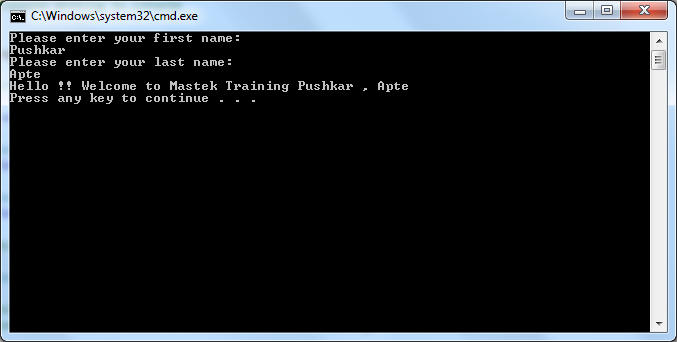 C:\Windows\system32\cmd.exe
Please enter your first name:
Pushkar
Please enter your last name:
Apte
Hello !! Welcome to Mastek Training Pushkar , Apte
Press any key to continue . . .